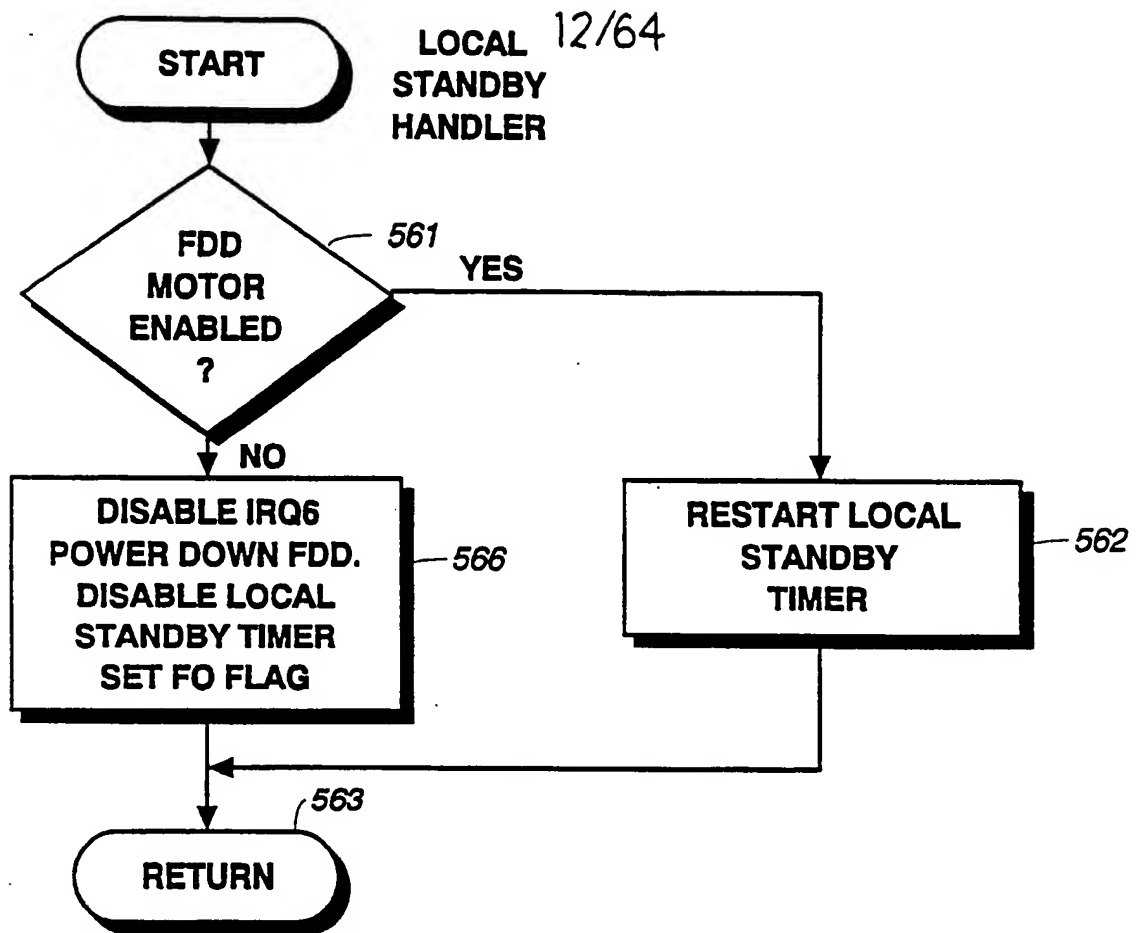 12/64
START
LOCAL
STANDBY
HANDLER
FDD
MOTOR
ENABLED
?
561
YES
NO
DISABLE IRQ6
POWER DOWN FDD.
DISABLE LOCAL
STANDBY TIMER
SET FO FLAG
566
RESTART LOCAL
STANDBY
TIMER
562
563
RETURN